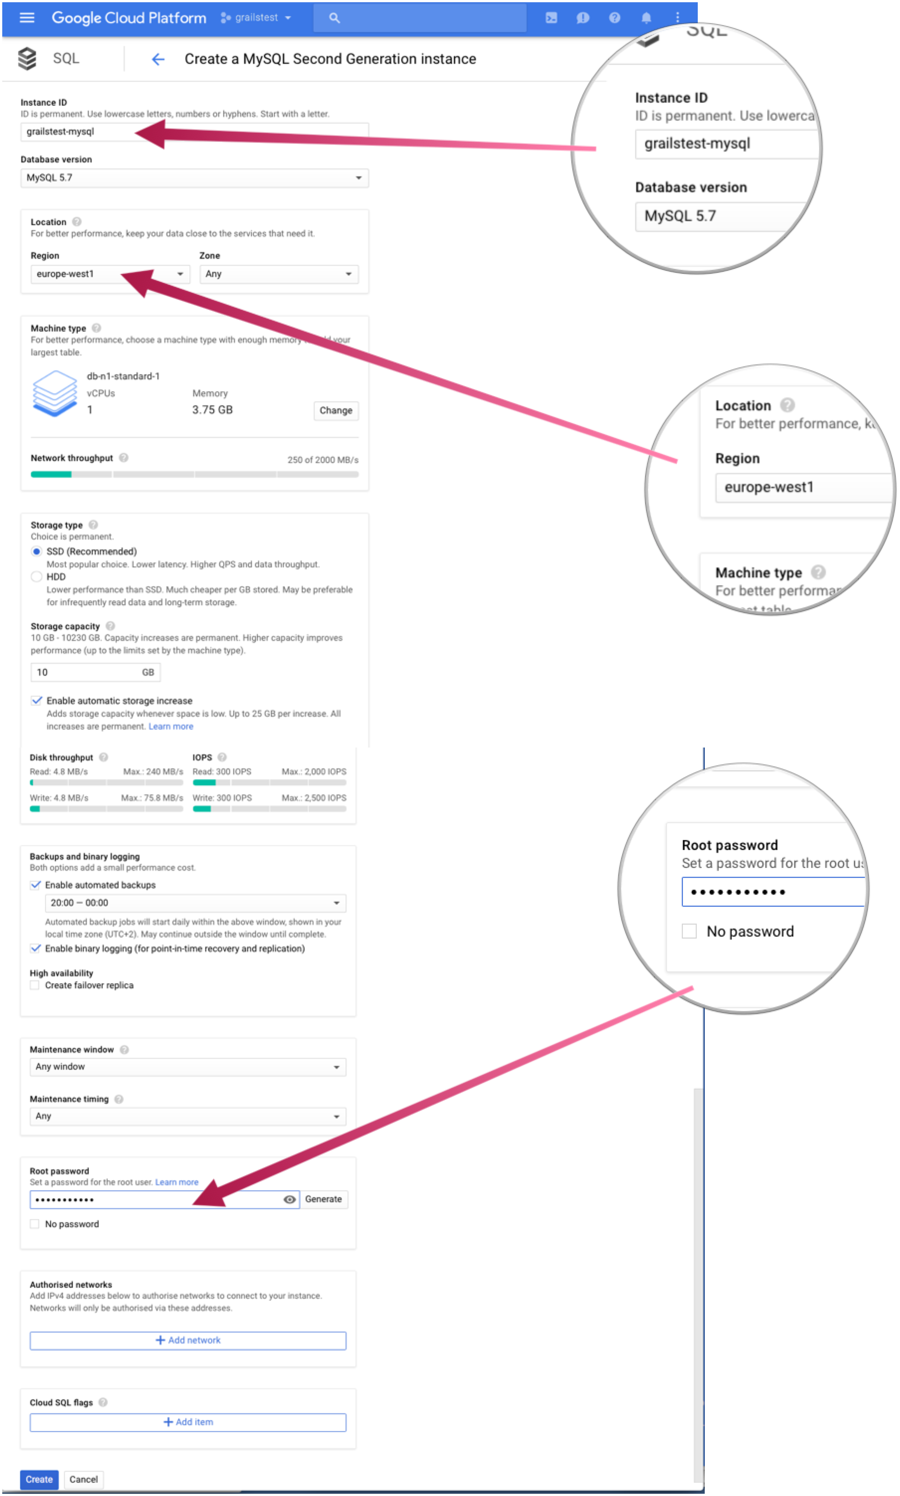 Google Cloud Platform grailstest
SQL Create a MySQL Second Generation instance
Instance ID
ID is permanent. Use lowercase letters, numbers or hyphens. Start with a letter.
grailstest-mysql
Database version
MySQL 5.7
Location
For better performance, keep your data close to the services that need it.
Region Zone
europe-west1 Any
Machine type
For better performance, choose a machine type with enough memory your
largest table.
db-n1-standard-1
vCPUs Memory
1 3.75 GB Change
Network throughput 250 of 2000 MB/s
Storage type
Choice is permanent.
SSD (Recommended)
Most popular choice. Lower latency. Higher QPS and data throughput.
HDD
Lower performance than SSD. Much cheaper per GB stored. May be preferable
for infrequently read data and long-term storage.
Storage capacity
10 GB - 10230 GB. Capacity increases are permanent. Higher capacity improves
performance (up to the limits set by the machine type).
10 GB
Enable automatic storage increase
Adds storage capacity whenever space is low. Up to 25 GB per increase. All
increases are permanent. Learn more
Disk throughput IOPS
Read: 4.8 MB/s Max.: 240 MB/s Read: 300 IOPS Max.: 2,000 IOPS
Write: 4.8 MB/s Max.: 75.8 MB/s Write: 300 IOPS Max.: 2,500 IOPS
Backups and binary logging
Both options add a small performance cost.
Enable automated backups
20:00 – 00:00
Automated backup jobs will start daily within the above window, shown in your
local time zone (UTC+2). May continue outside the window until complete.
Enable binary logging (for point-in-time recovery and replication)
High availability
Create failover replica
Maintenance window
Any window
Maintenance timing
Any
Root password
Set a password for the root user. Learn more
••••••••••• Generate
No password
Authorised networks
Add IPv4 addresses below to authorise networks to connect to your instance.
Networks will only be authorised via these addresses.
+ Add network
Cloud SQL flags
+ Add item
Create Cancel
SQL
Instance ID
ID is permanent. Use lowerca
grailstest-mysql
Database version
MySQL 5.7
Location
For better performance, k
Region
europe-west1
Machine type
For better performa
table
Root password
Set a password for the root us
•••••••••••
No password